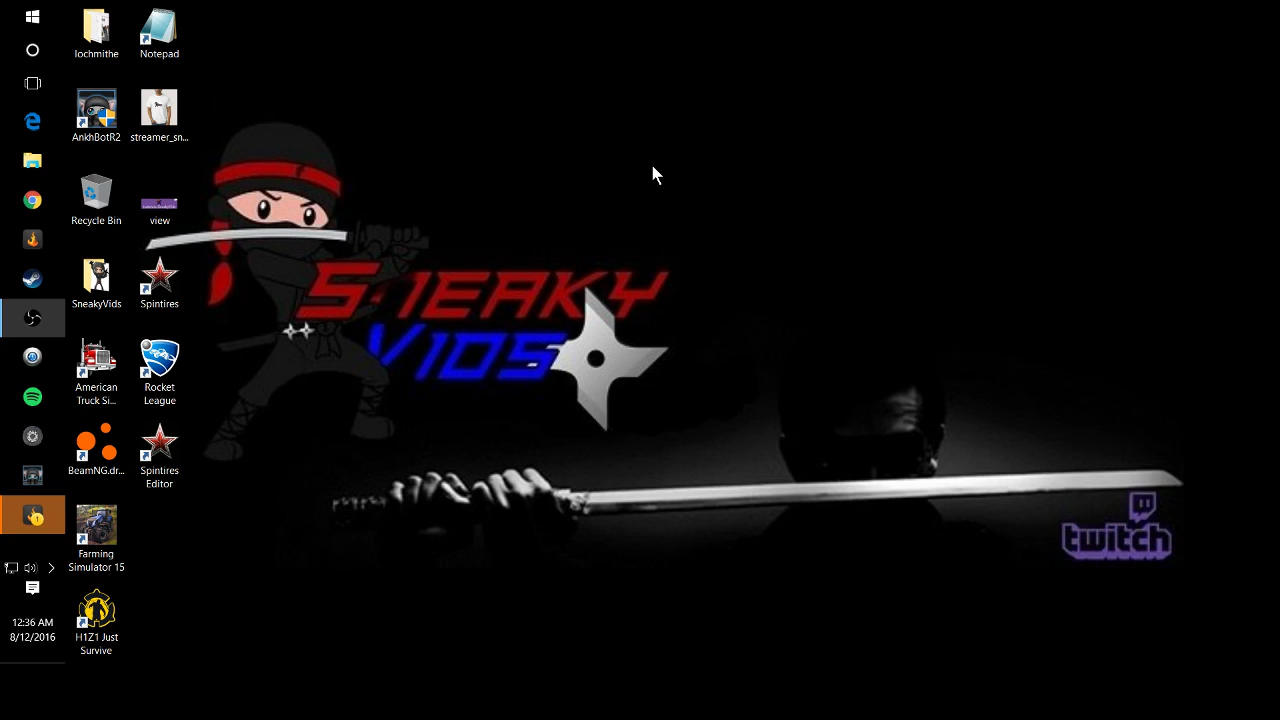 lochmithe
Notepad
AnkhBotR2
streamer_sn...
Recycle Bin
view
SneakyVids
Spintires
American
Truck Si...
Rocket
League
BeamNG.dr...
Spintires
Editor
Farming
Simulator 15
H1Z1 Just
Survive
12:36 AM
8/12/2016
Sneaky
Vids
twitch
1